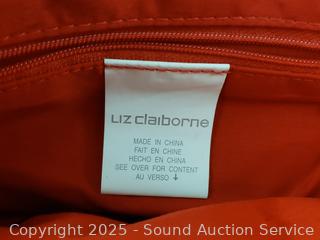 LIZ CLAIBORNE
MADE IN CHINA
FAIT EN CHINE
HECHO EN CHINA
SEE OVER FOR CONTENT
AU VERSO ↓
Copyright © 2025 - Sound Auction Service